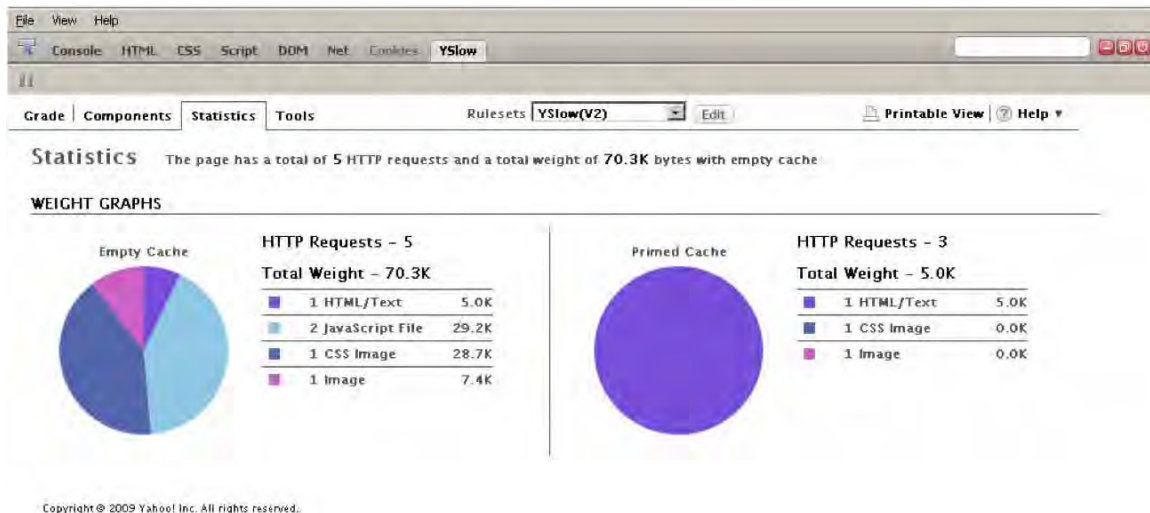 File View Help
Console HTML CSS Script DOM Net Cookies YSlow
Grade Components Statistics Tools Rulesets YSlow(V2) Edit Printable View Help
Statistics The page has a total of 5 HTTP requests and a total weight of 70.3K bytes with empty cache
WEIGHT GRAPHS
Empty Cache
HTTP Requests - 5
Total Weight - 70.3K
1 HTML/Text 5.0K
2 JavaScript File 29.2K
1 CSS Image 28.7K
1 Image 7.4K
Primed Cache
HTTP Requests - 3
Total Weight - 5.0K
1 HTML/Text 5.0K
1 CSS Image 0.0K
1 Image 0.0K
Copyright © 2009 Yahoo! Inc. All rights reserved.